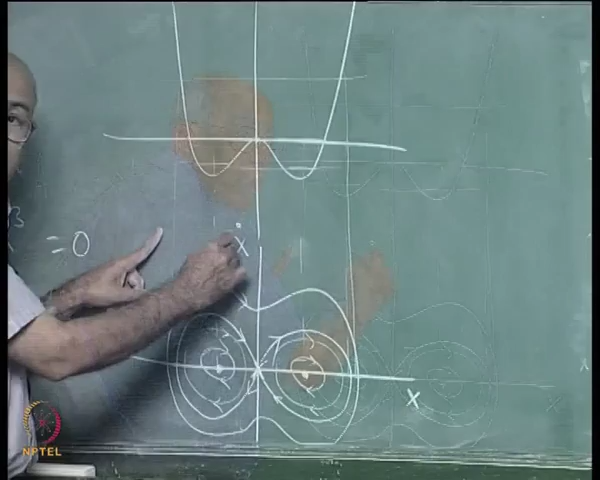 β
= 0
ẋ
x
NPTEL